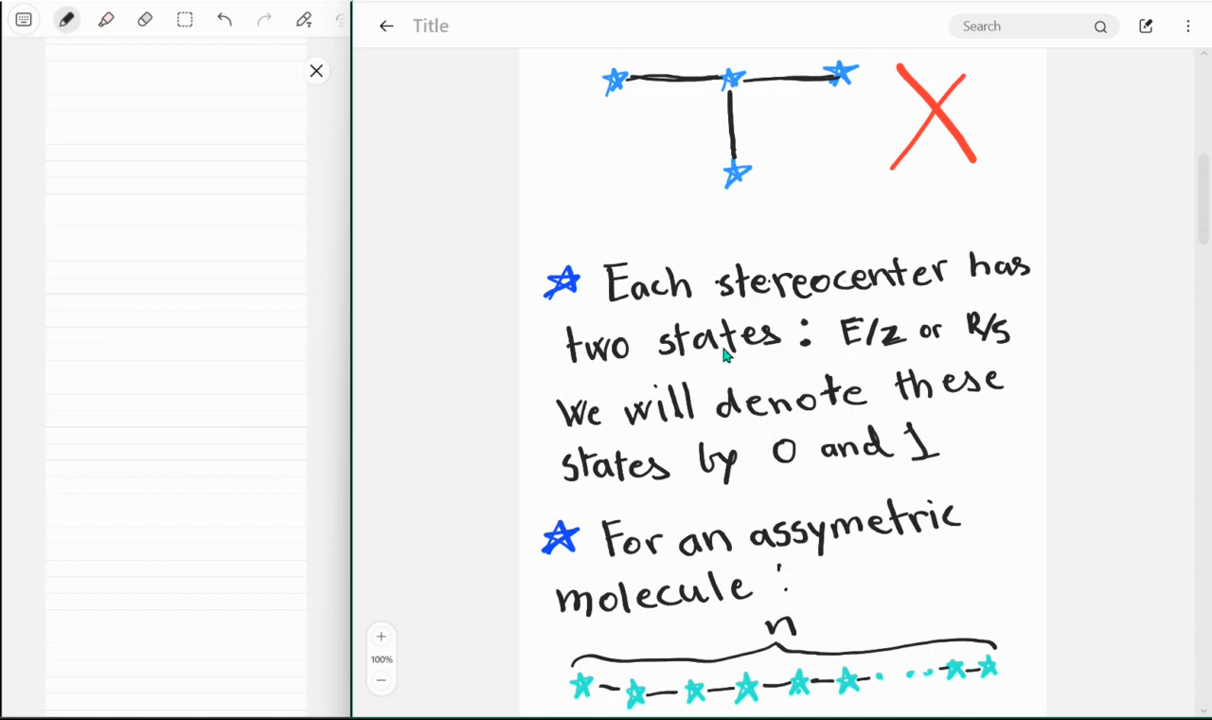 Title
Search
Each stereocenter has
two states : E/Z or R/S
We will denote these
states by 0 and 1
For an assymetric
molecule :
n
100%